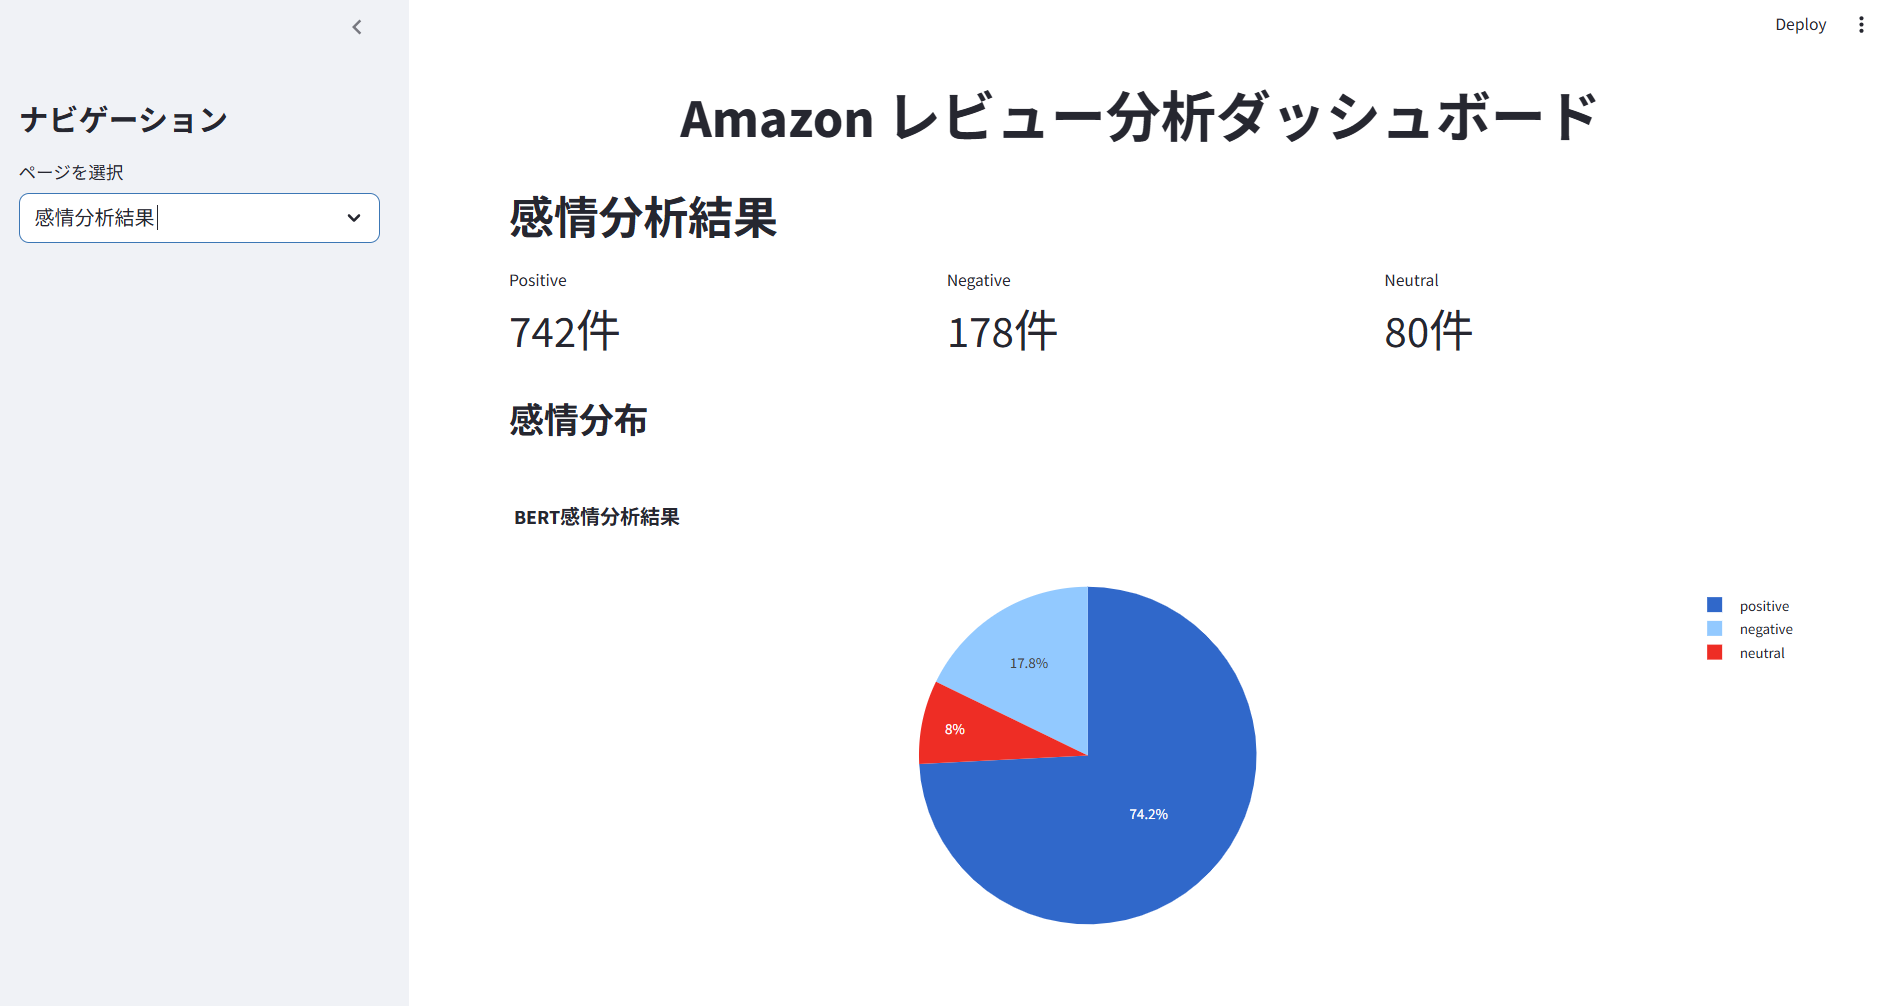 Deploy
ナビゲーション
ページを選択
感情分析結果
Amazon レビュー分析ダッシュボード
感情分析結果
Positive
742件
Negative
178件
Neutral
80件
感情分布
BERT感情分析結果
17.8%
8%
74.2%
positive
negative
neutral